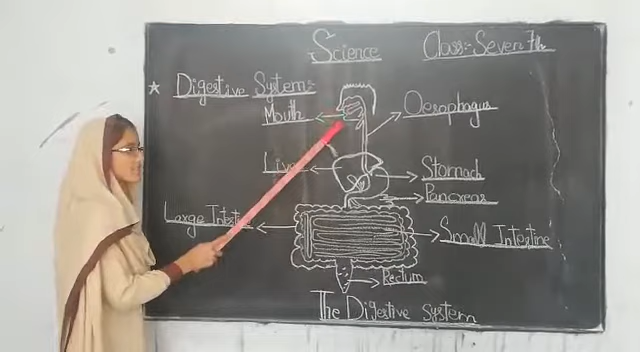 Science
Class:- Seventh
Digestive System:-
Mouth
Oesophagus
Liver
Stomach
Pancreas
Large Intestine
Small Intestine
Rectum
The Digestive System